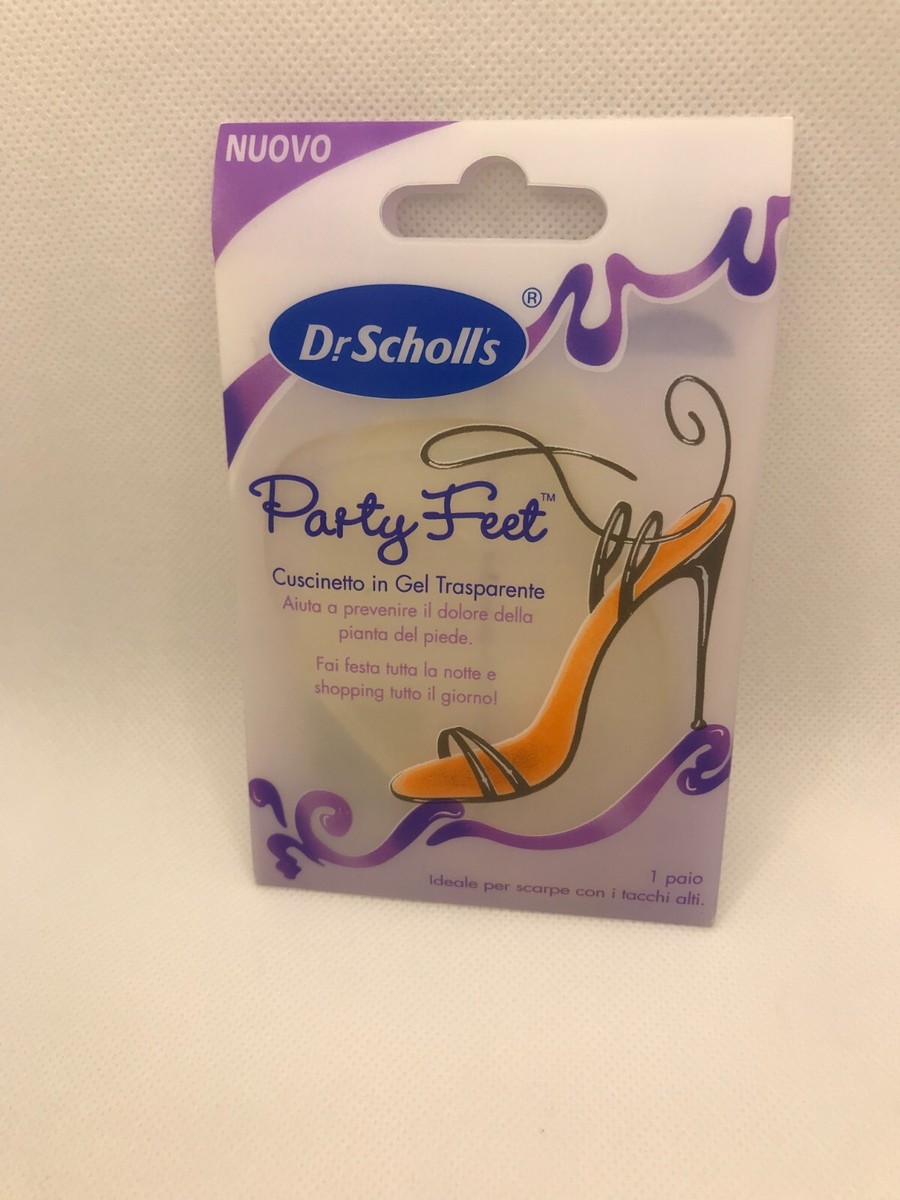 NUOVO
Dr Scholl's ®
Party Feet™
Cuscinetto in Gel Trasparente
Aiuta a prevenire il dolore della
pianta del piede.
Fai festa tutta la notte e
shopping tutto il giorno!
1 paio
Ideale per scarpe con i tacchi alti.